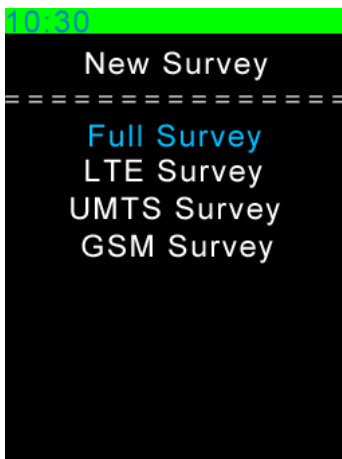 10:30
New Survey
===============
Full Survey
LTE Survey
UMTS Survey
GSM Survey